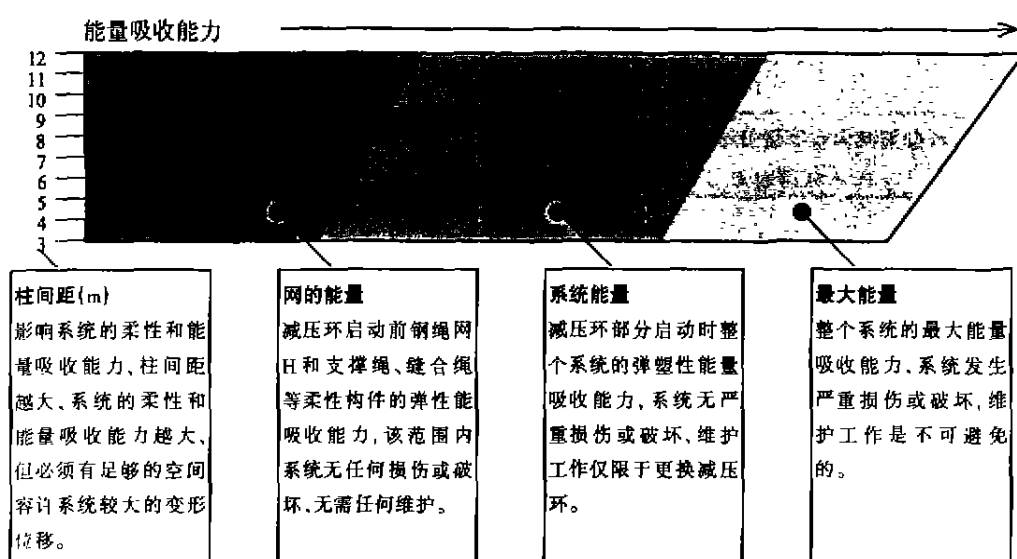 能量吸收能力
12
11
10
9
8
7
6
5
4
3
柱间距(m)
影响系统的柔性和能
量吸收能力、柱间距
越大、系统的柔性和
能量吸收能力越大、
但必须有足够的空间
容许系统较大的变形
位移。
网的能量
减压环启动前钢绳网
H和支撑绳、缝合绳
等柔性构件的弹性能
吸收能力,该范围内
系统无任何损伤或破
坏、无需任何维护。
系统能量
减压环部分启动时整
个系统的弹塑性能量
吸收能力,系统无严
重损伤或破坏、维护
工作仅限于更换减压
环。
最大能量
整个系统的最大能量
吸收能力、系统发生
严重损伤或破坏,维
护工作是不可避免
的。